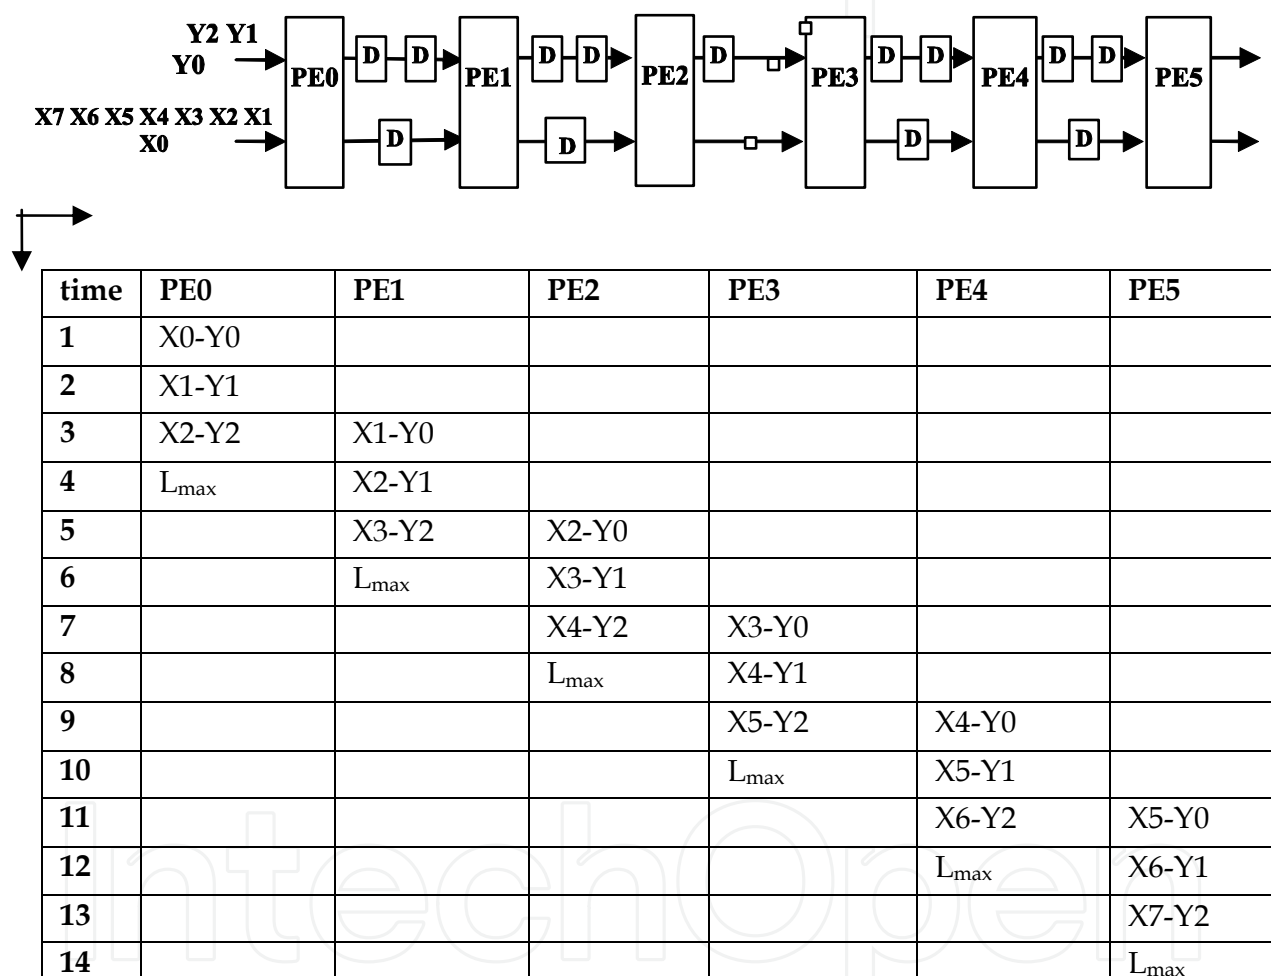 Y2 Y1
Y0
X7 X6 X5 X4 X3 X2 X1
X0
PE0 D D PE1 D D PE2 D PE3 D D PE4 D D PE5
D D D D
time PE0 PE1 PE2 PE3 PE4 PE5
1 X0-Y0
2 X1-Y1
3 X2-Y2 X1-Y0
4 Lmax X2-Y1
5 X3-Y2 X2-Y0
6 Lmax X3-Y1
7 X4-Y2 X3-Y0
8 Lmax X4-Y1
9 X5-Y2 X4-Y0
10 Lmax X5-Y1
11 X6-Y2 X5-Y0
12 Lmax X6-Y1
13 X7-Y2
14 Lmax
IntechOpen